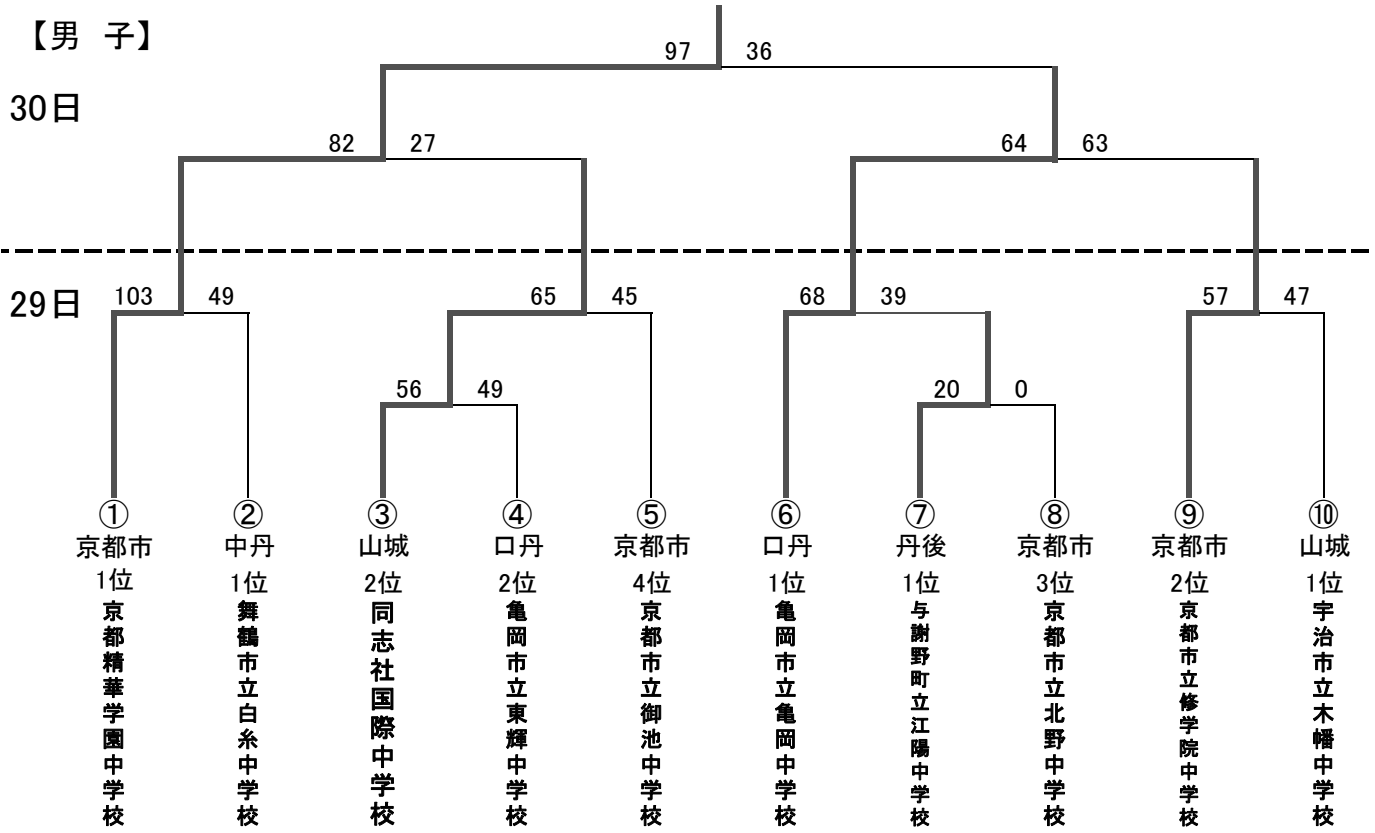 【男 子】
97 36
30日
82 27
64 63
29日
103 49
65 45
68 39
57 47
56 49
20 0
① ② ③ ④ ⑤ ⑥ ⑦ ⑧ ⑨ ⑩
京都市 中丹 山城 口丹 京都市 口丹 丹後 京都市 京都市 山城
1位 1位 2位 2位 4位 1位 1位 3位 2位 1位
京都精華学園中学校
舞鶴市立白糸中学校
同志社国際中学校
亀岡市立東輝中学校
京都市立御池中学校
亀岡市立亀岡中学校
与謝野町立江陽中学校
京都市立北野中学校
京都市立修学院中学校
宇治市立木幡中学校